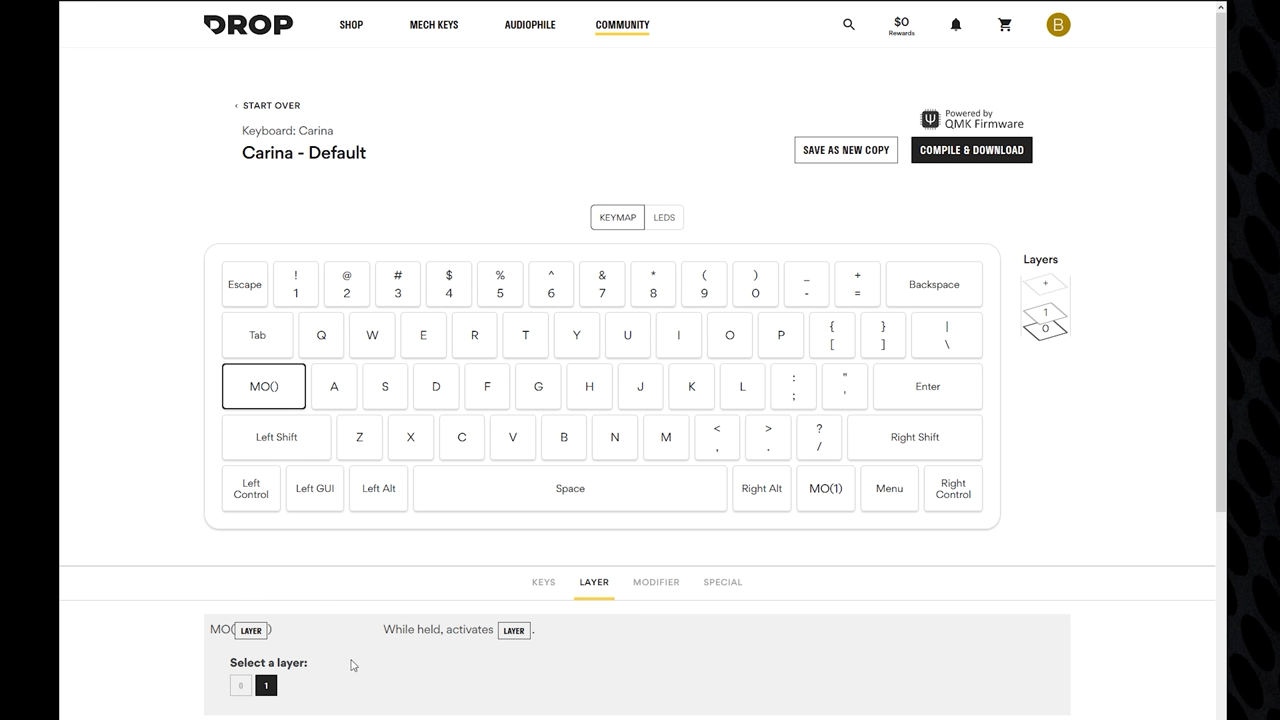 DROP SHOP MECH KEYS AUDIOPHILE COMMUNITY $0 B
Rewards
‹ START OVER
Keyboard: Carina
Carina - Default
Powered by
QMK Firmware
SAVE AS NEW COPY COMPILE & DOWNLOAD
KEYMAP LEDS
Layers
+
1
0
Escape ! 1 @ 2 # 3 $ 4 % 5 ^ 6 & 7 * 8 ( 9 ) 0 _ - + = Backspace
Tab Q W E R T Y U I O P { [ } ] | \
MO() A S D F G H J K L : ; " ' Enter
Left Shift Z X C V B N M < , > . ? / Right Shift
Left Control Left GUI Left Alt Space Right Alt MO(1) Menu Right Control
KEYS LAYER MODIFIER SPECIAL
MO(LAYER) While held, activates LAYER.
Select a layer:
0 1